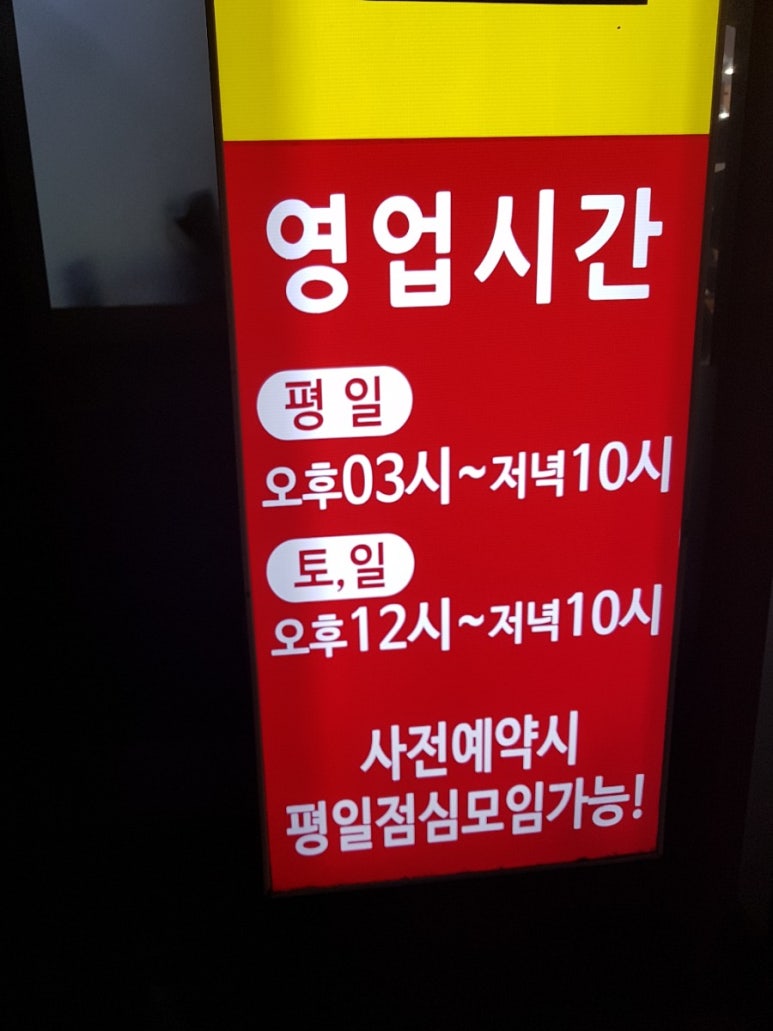 영업시간
평일
오후03시~저녁10시
토,일
오후12시~저녁10시
사전예약시
평일점심모임가능!